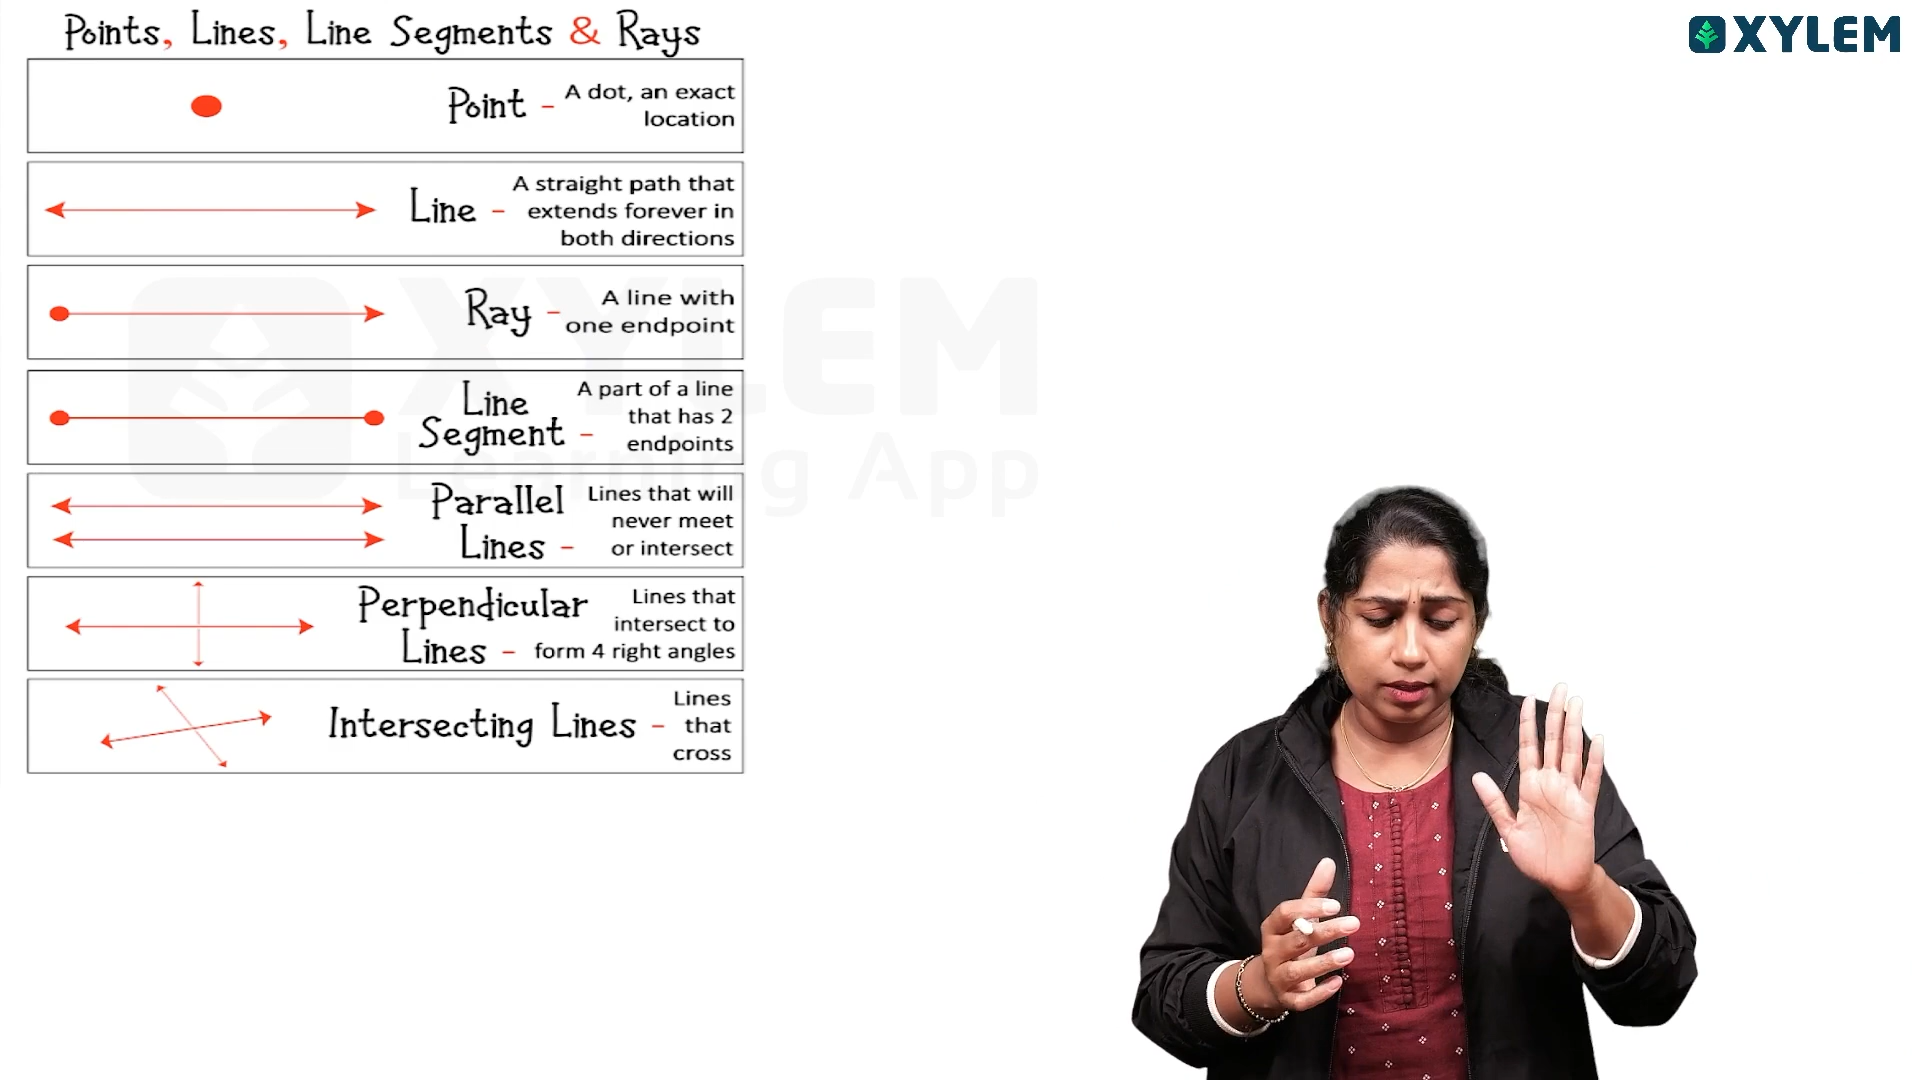 Points, Lines, Line Segments & Rays
XYLEM
Point - A dot, an exact
location
Line - A straight path that
extends forever in
both directions
Ray - A line with
one endpoint
Line
Segment - A part of a line
that has 2
endpoints
Parallel
Lines - Lines that will
never meet
or intersect
Perpendicular
Lines - Lines that
intersect to
form 4 right angles
Intersecting Lines - Lines
that
cross
XYLEM
Learning App